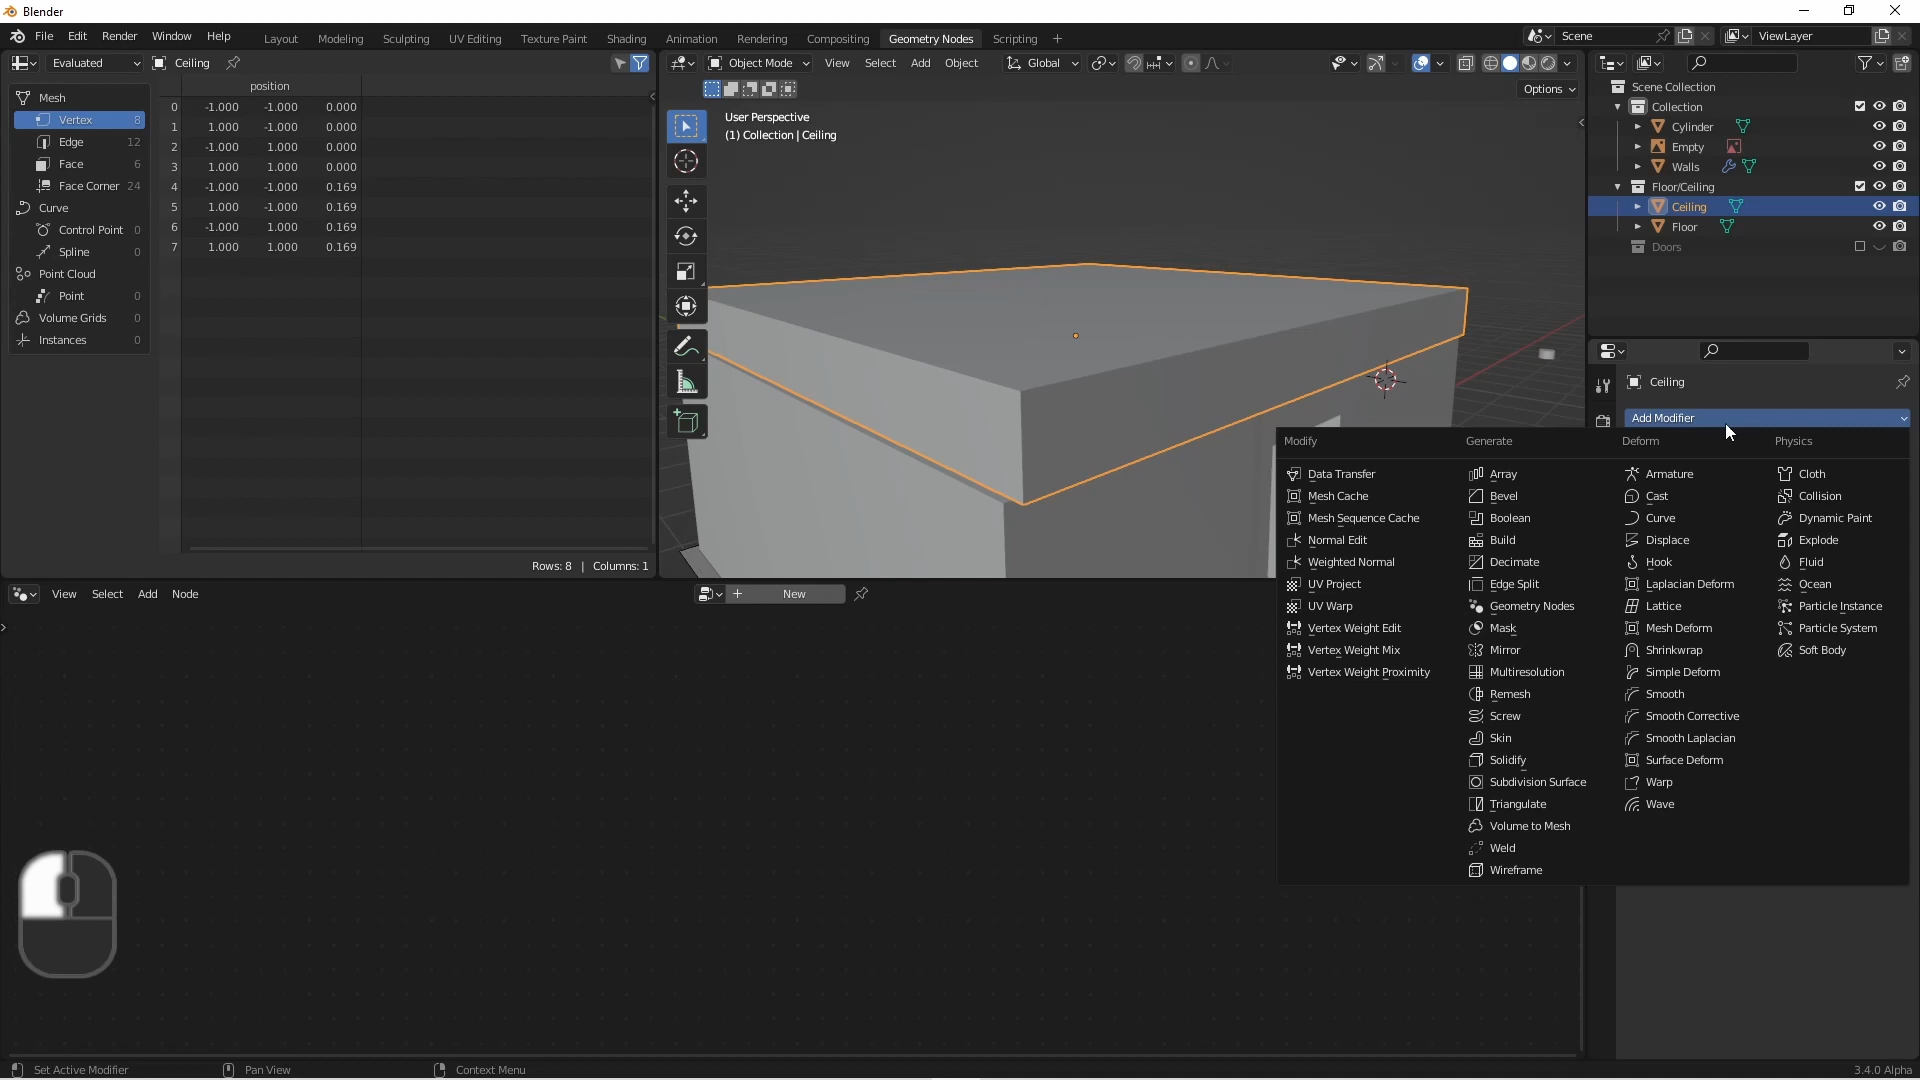 Blender
File Edit Render Window Help
Layout Modeling Sculpting UV Editing Texture Paint Shading Animation Rendering Compositing Geometry Nodes Scripting
Scene
ViewLayer
Evaluated
Ceiling
Object Mode View Select Add Object
Global
Options
position
Mesh
Vertex 8
Edge 12
Face 6
Face Corner 24
Curve
Control Point 0
Spline 0
Point Cloud
Point 0
Volume Grids 0
Instances 0
0 -1.000 -1.000 0.000
1 1.000 -1.000 0.000
2 -1.000 1.000 0.000
3 1.000 1.000 0.000
4 -1.000 -1.000 0.169
5 1.000 -1.000 0.169
6 -1.000 1.000 0.169
7 1.000 1.000 0.169
Rows: 8 | Columns: 1
User Perspective
(1) Collection | Ceiling
Scene Collection
Collection
Cylinder
Empty
Walls
Floor/Ceiling
Ceiling
Floor
Doors
Ceiling
Add Modifier
Modify
Data Transfer
Mesh Cache
Mesh Sequence Cache
Normal Edit
Weighted Normal
UV Project
UV Warp
Vertex Weight Edit
Vertex Weight Mix
Vertex Weight Proximity
Generate
Array
Bevel
Boolean
Build
Decimate
Edge Split
Geometry Nodes
Mask
Mirror
Multiresolution
Remesh
Screw
Skin
Solidify
Subdivision Surface
Triangulate
Volume to Mesh
Weld
Wireframe
Deform
Armature
Cast
Curve
Displace
Hook
Laplacian Deform
Lattice
Mesh Deform
Shrinkwrap
Simple Deform
Smooth
Smooth Corrective
Smooth Laplacian
Surface Deform
Warp
Wave
Physics
Cloth
Collision
Dynamic Paint
Explode
Fluid
Ocean
Particle Instance
Particle System
Soft Body
View Select Add Node
New
Set Active Modifier
Pan View
Context Menu
3.4.0 Alpha